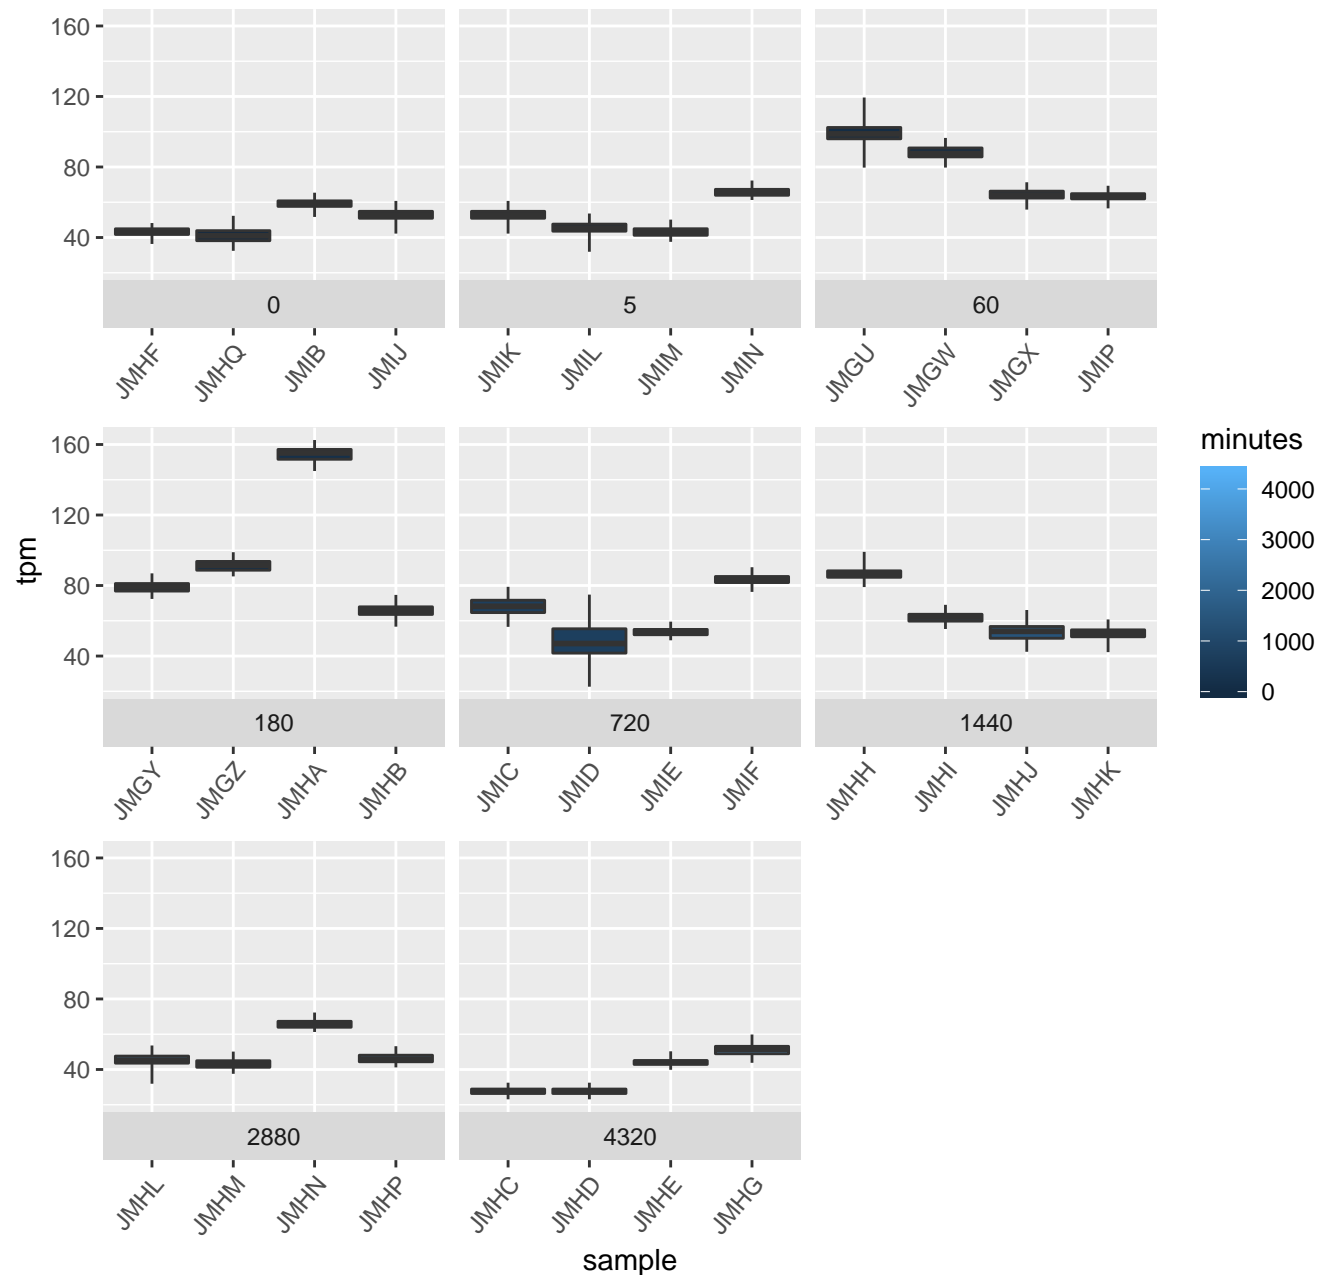 160
120
80
40
0
5
60
JMHF
JMHQ
JMIB
JMIJ
JMIK
JMIL
JMIM
JMIN
JMGU
JMGW
JMGX
JMIP
160
120
80
40
180
720
1440
JMGY
JMGZ
JMHA
JMHB
JMIC
JMID
JMIE
JMIF
JMHH
JMHI
JMHJ
JMHK
160
120
80
40
2880
4320
JMHL
JMHM
JMHN
JMHP
JMHC
JMHD
JMHE
JMHG
sample
tpm
minutes
4000
3000
2000
1000
0